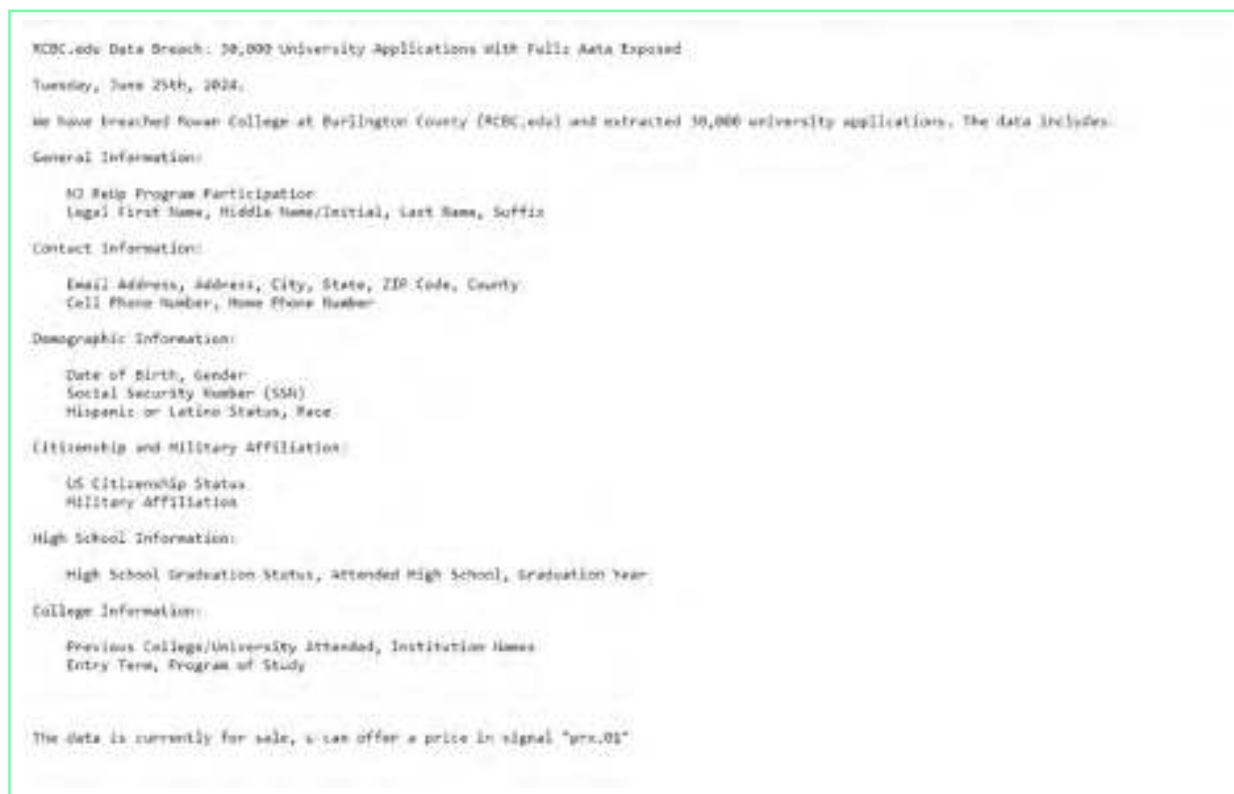 RCBC.edu Data Breach: 30,000 University Applications With Fullz Aata Exposed
Tuesday, June 25th, 2024.
We have breached Rowan College at Burlington County (RCBC.edu) and extracted 30,000 university applications. The data includes:
General Information:
NJ ReUp Program Participation
Legal First Name, Middle Name/Initial, Last Name, Suffix
Contact Information:
Email Address, Address, City, State, ZIP Code, County
Cell Phone Number, Home Phone Number
Demographic Information:
Date of Birth, Gender
Social Security Number (SSN)
Hispanic or Latino Status, Race
Citizenship and Military Affiliation:
US Citizenship Status
Military Affiliation
High School Information:
High School Graduation Status, Attended High School, Graduation Year
College Information:
Previous College/University Attended, Institution Names
Entry Term, Program of Study
The data is currently for sale, u can offer a price in signal